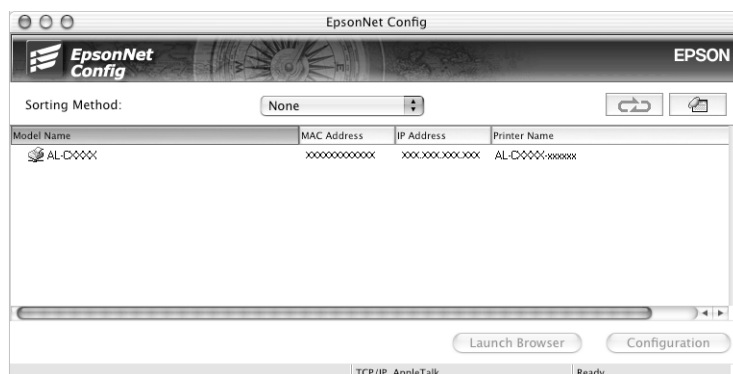 EpsonNet Config
EpsonNet
Config
EPSON
Sorting Method: None
Model Name MAC Address IP Address Printer Name
AL-CXXXX XXXXXXXXXXXX XXX.XXX.XXX.XXX AL-CXXXX-xxxxxx
Launch Browser Configuration
TCP/IP, AppleTalk Ready